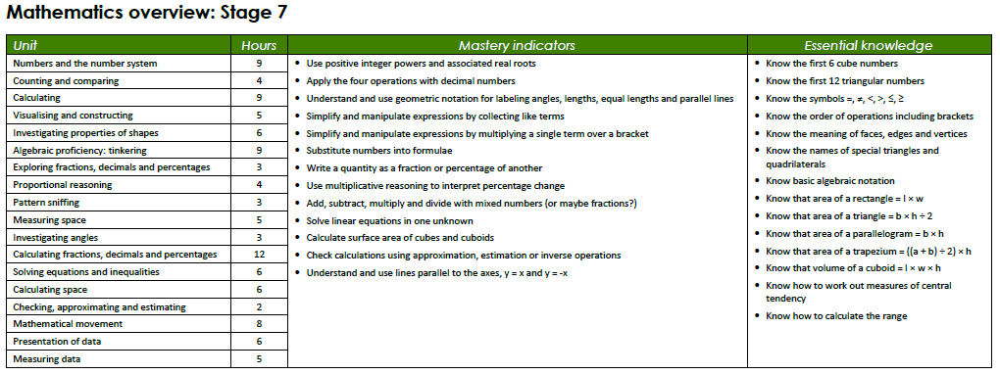 Mathematics overview: Stage 7
Unit Hours Mastery indicators Essential knowledge
Numbers and the number system 9
Counting and comparing 4
Calculating 9
Visualising and constructing 5
Investigating properties of shapes 6
Algebraic proficiency: tinkering 9
Exploring fractions, decimals and percentages 3
Proportional reasoning 4
Pattern sniffing 3
Measuring space 5
Investigating angles 3
Calculating fractions, decimals and percentages 12
Solving equations and inequalities 6
Calculating space 6
Checking, approximating and estimating 2
Mathematical movement 8
Presentation of data 6
Measuring data 5
• Use positive integer powers and associated real roots
• Apply the four operations with decimal numbers
• Understand and use geometric notation for labeling angles, lengths, equal lengths and parallel lines
• Simplify and manipulate expressions by collecting like terms
• Simplify and manipulate expressions by multiplying a single term over a bracket
• Substitute numbers into formulae
• Write a quantity as a fraction or percentage of another
• Use multiplicative reasoning to interpret percentage change
• Add, subtract, multiply and divide with mixed numbers (or maybe fractions?)
• Solve linear equations in one unknown
• Calculate surface area of cubes and cuboids
• Check calculations using approximation, estimation or inverse operations
• Understand and use lines parallel to the axes, y = x and y = -x
• Know the first 6 cube numbers
• Know the first 12 triangular numbers
• Know the symbols =, ≠, <, >, ≤, ≥
• Know the order of operations including brackets
• Know the meaning of faces, edges and vertices
• Know the names of special triangles and
quadrilaterals
• Know basic algebraic notation
• Know that area of a rectangle = l × w
• Know that area of a triangle = b × h ÷ 2
• Know that area of a parallelogram = b × h
• Know that area of a trapezium = ((a + b) ÷ 2) × h
• Know that volume of a cuboid = l × w × h
• Know how to work out measures of central
tendency
• Know how to calculate the range